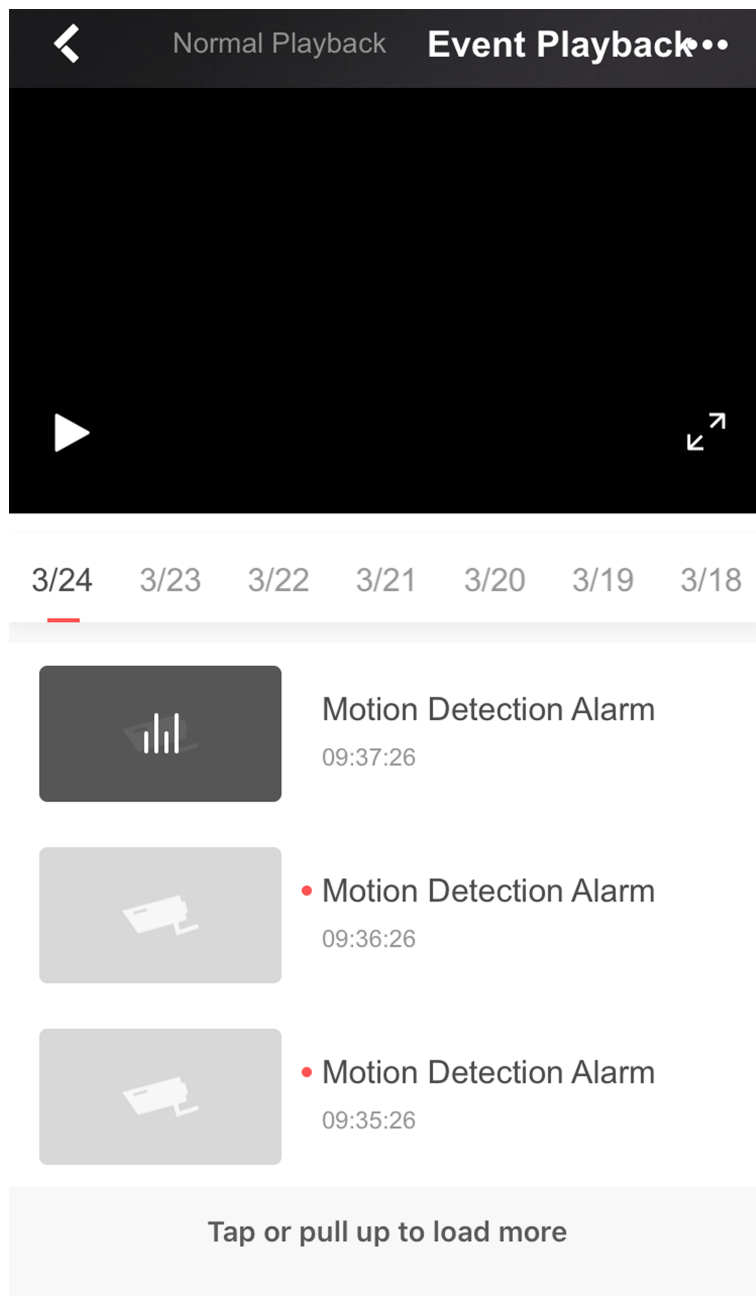 Normal Playback Event Playback
3/24 3/23 3/22 3/21 3/20 3/19 3/18
Motion Detection Alarm
09:37:26
Motion Detection Alarm
09:36:26
Motion Detection Alarm
09:35:26
Tap or pull up to load more